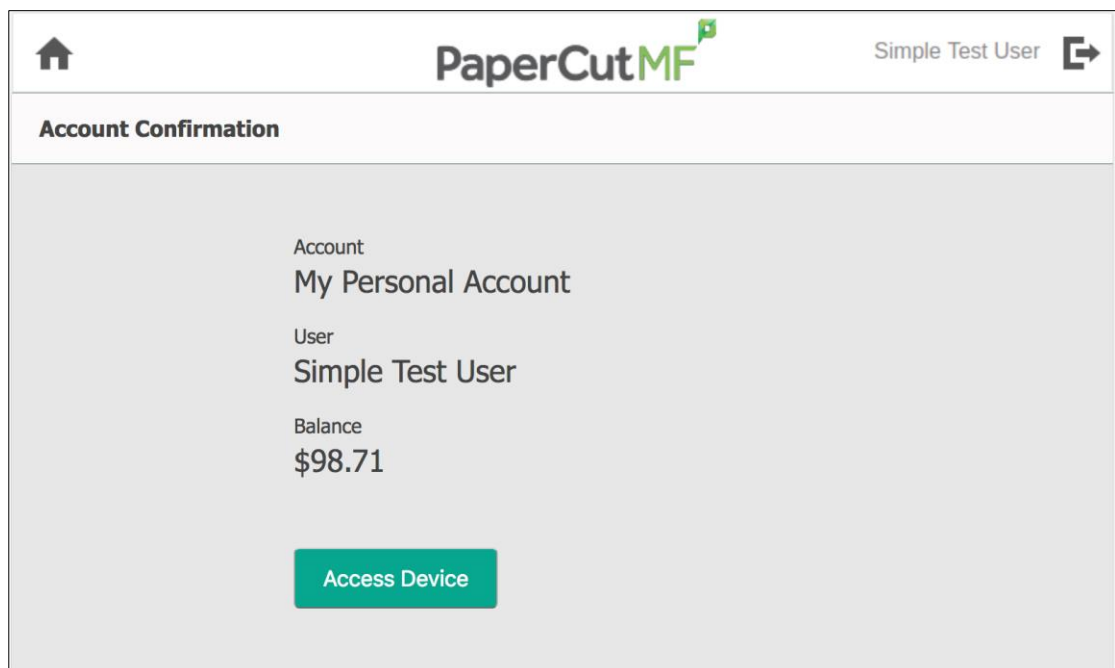 PaperCutMF
Simple Test User
Account Confirmation
Account
My Personal Account
User
Simple Test User
Balance
$98.71
Access Device